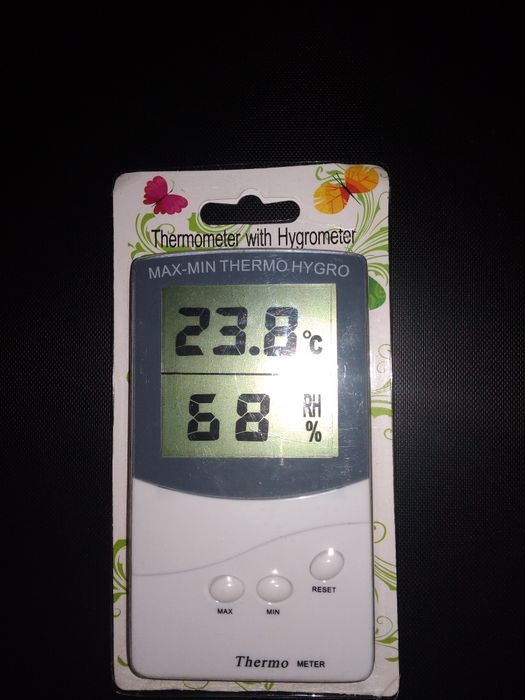 Thermometer with Hygrometer
MAX-MIN THERMO HYGRO
23.8°C
68 RH
%
RESET
MAX MIN
Thermo METER